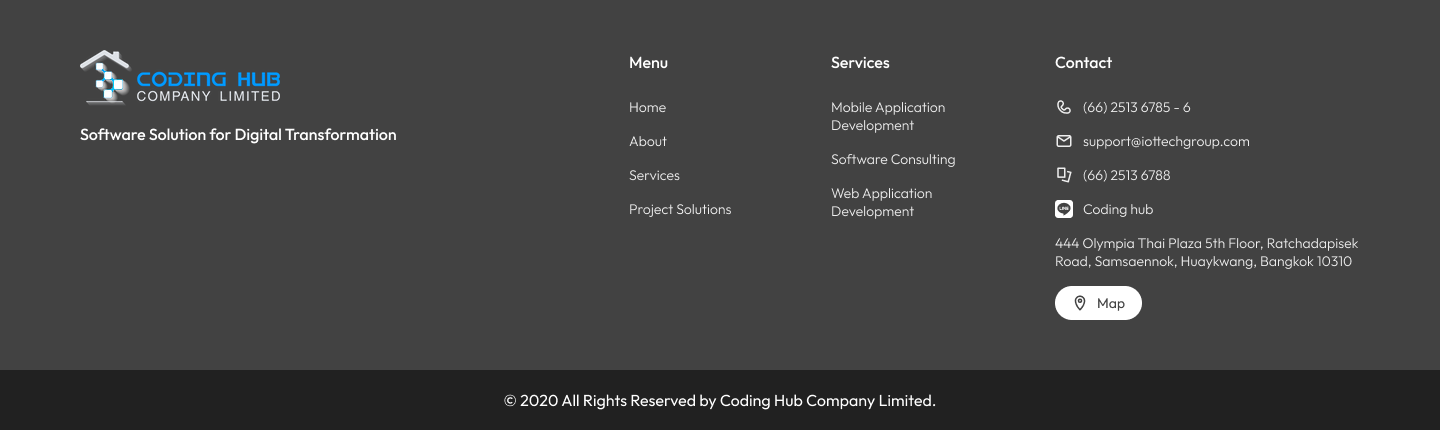 CODING HUB
COMPANY LIMITED
Software Solution for Digital Transformation
Menu
Home
About
Services
Project Solutions
Services
Mobile Application
Development
Software Consulting
Web Application
Development
Contact
(66) 2513 6785 - 6
support@iottechgroup.com
(66) 2513 6788
LINE
Coding hub
444 Olympia Thai Plaza 5th Floor, Ratchadapisek
Road, Samsaennok, Huaykwang, Bangkok 10310
Map
© 2020 All Rights Reserved by Coding Hub Company Limited.